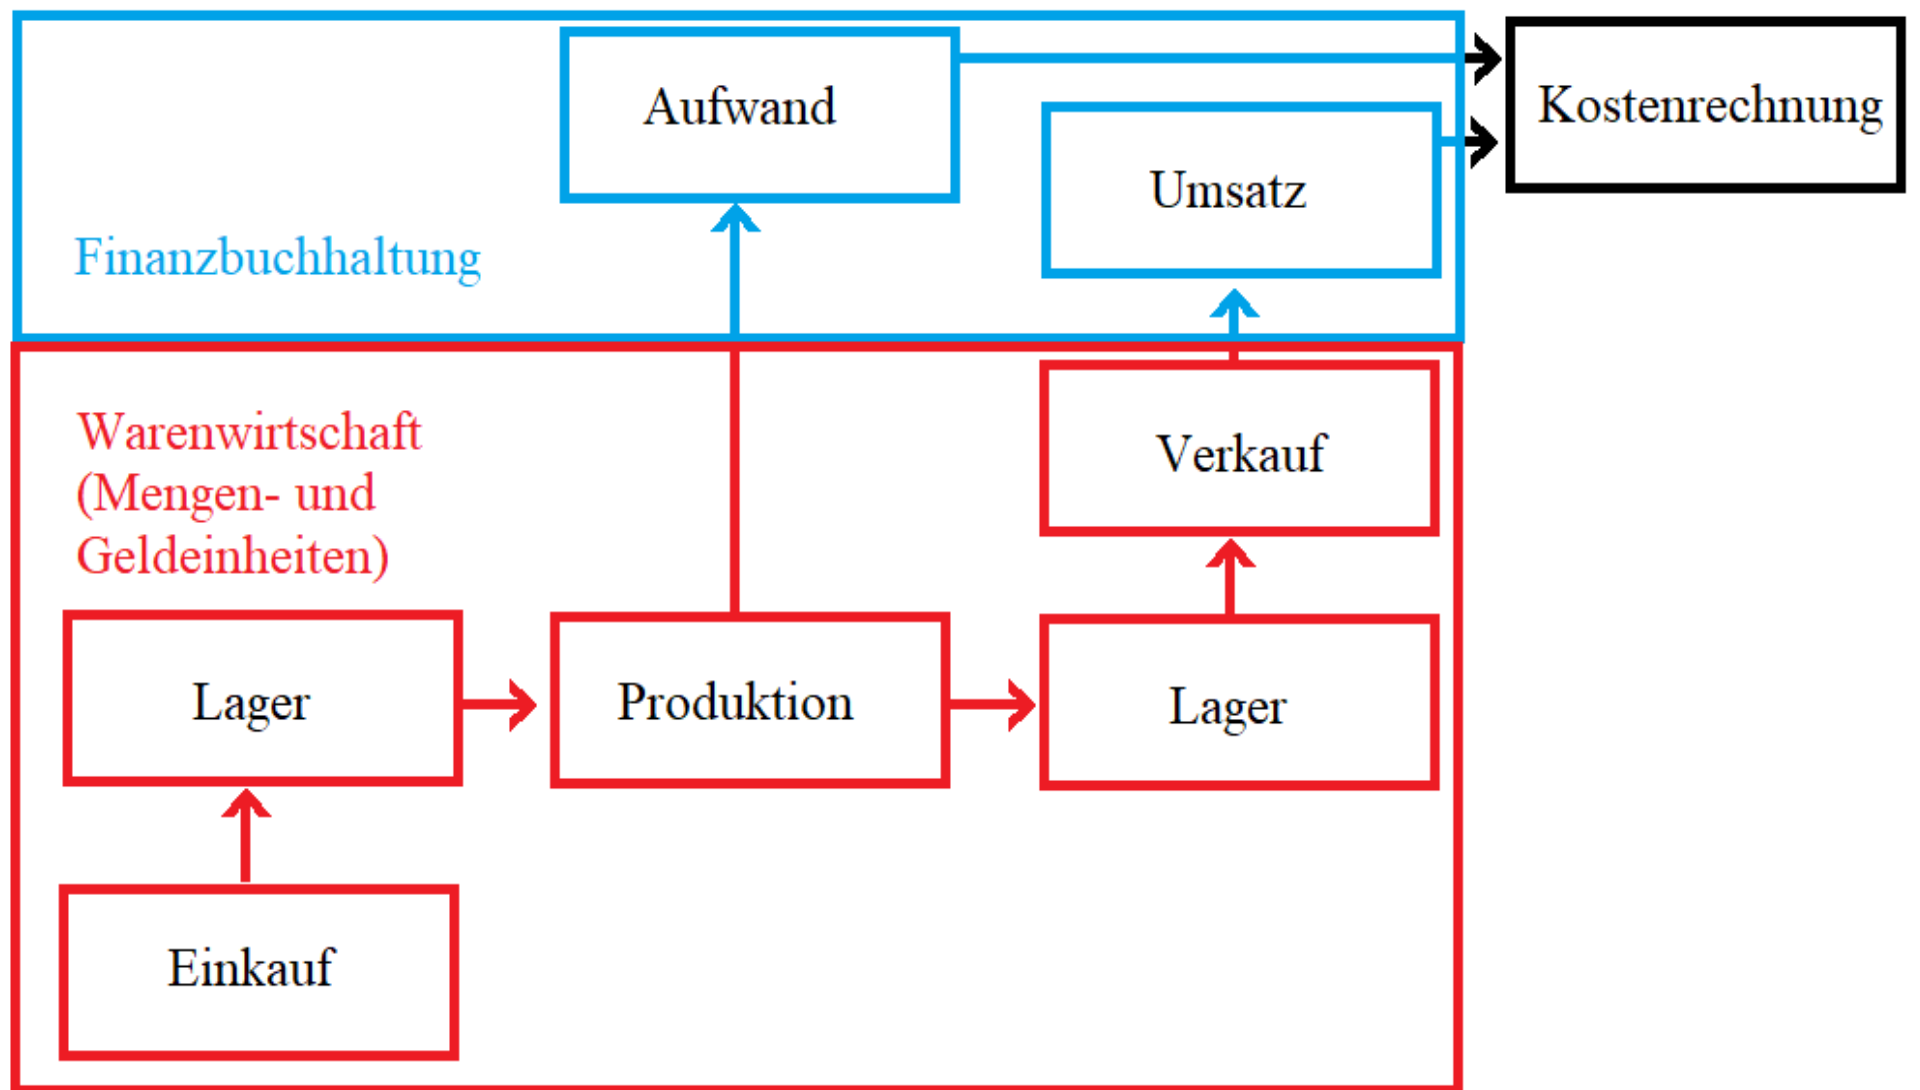 Aufwand
Kostenrechnung
Umsatz
Finanzbuchhaltung
Warenwirtschaft
(Mengen- und
Geldeinheiten)
Verkauf
Lager
Produktion
Lager
Einkauf